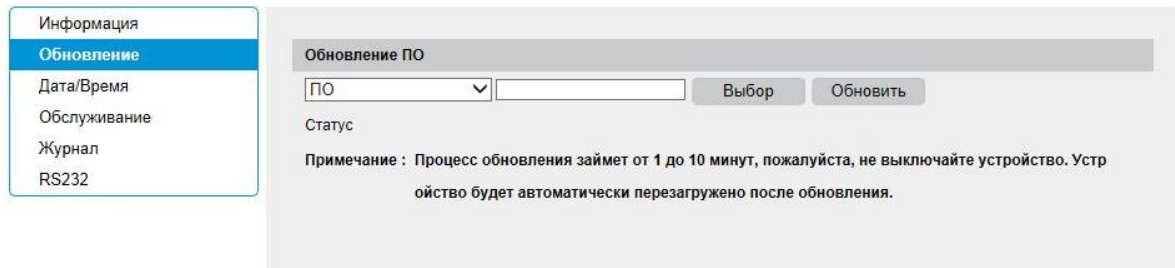 Информация
Обновление
Дата/Время
Обслуживание
Журнал
RS232
Обновление ПО
ПО Выбор Обновить
Статус
Примечание : Процесс обновления займет от 1 до 10 минут, пожалуйста, не выключайте устройство. Устр
ойство будет автоматически перезагружено после обновления.